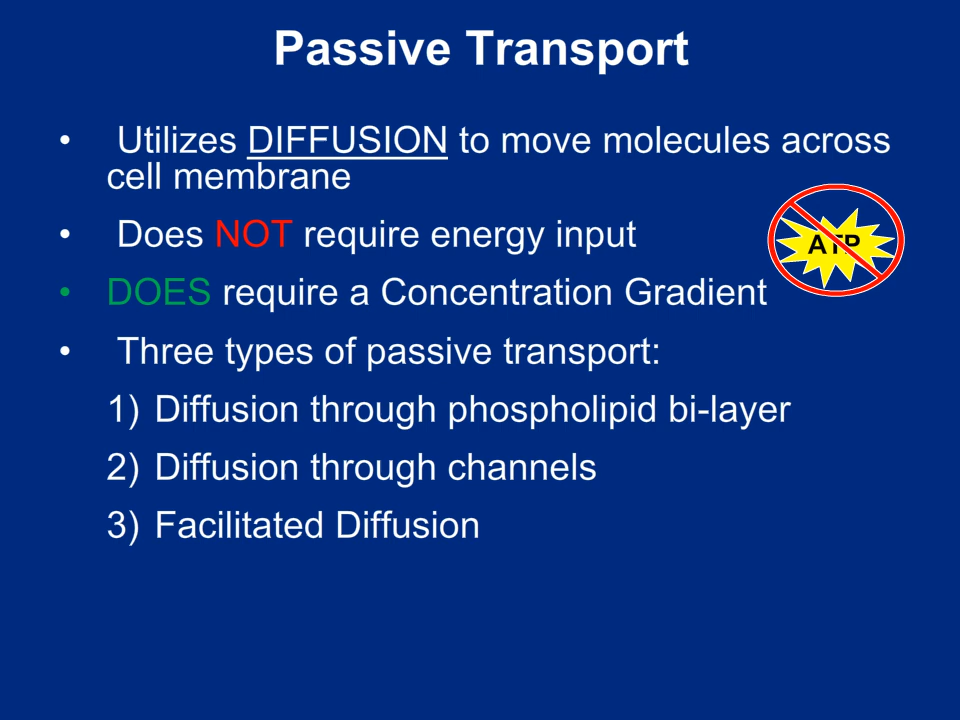 Passive Transport
• Utilizes DIFFUSION to move molecules across
cell membrane
• Does NOT require energy input
ATP
• DOES require a Concentration Gradient
• Three types of passive transport:
1) Diffusion through phospholipid bi-layer
2) Diffusion through channels
3) Facilitated Diffusion